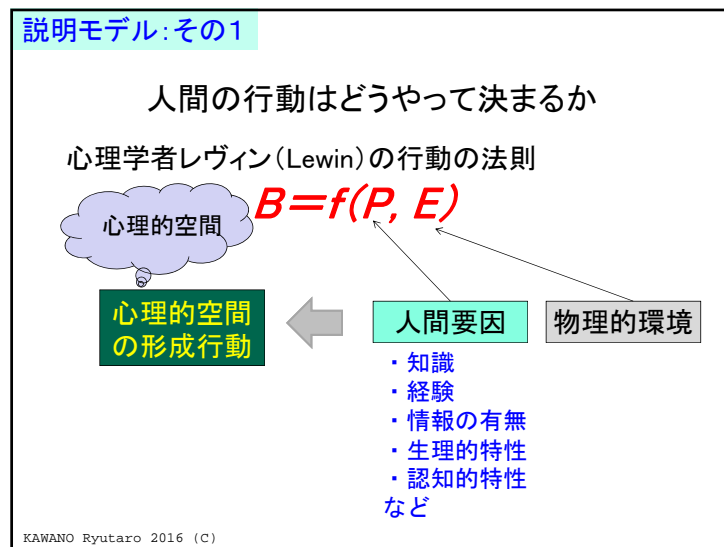 説明モデル：その１
人間の行動はどうやって決まるか
心理学者レヴィン（Lewin）の行動の法則
B＝f(P, E)
心理的空間
心理的空間
の形成行動
人間要因
物理的環境
・知識
・経験
・情報の有無
・生理的特性
・認知的特性
など
KAWANO Ryutaro 2016 (C)